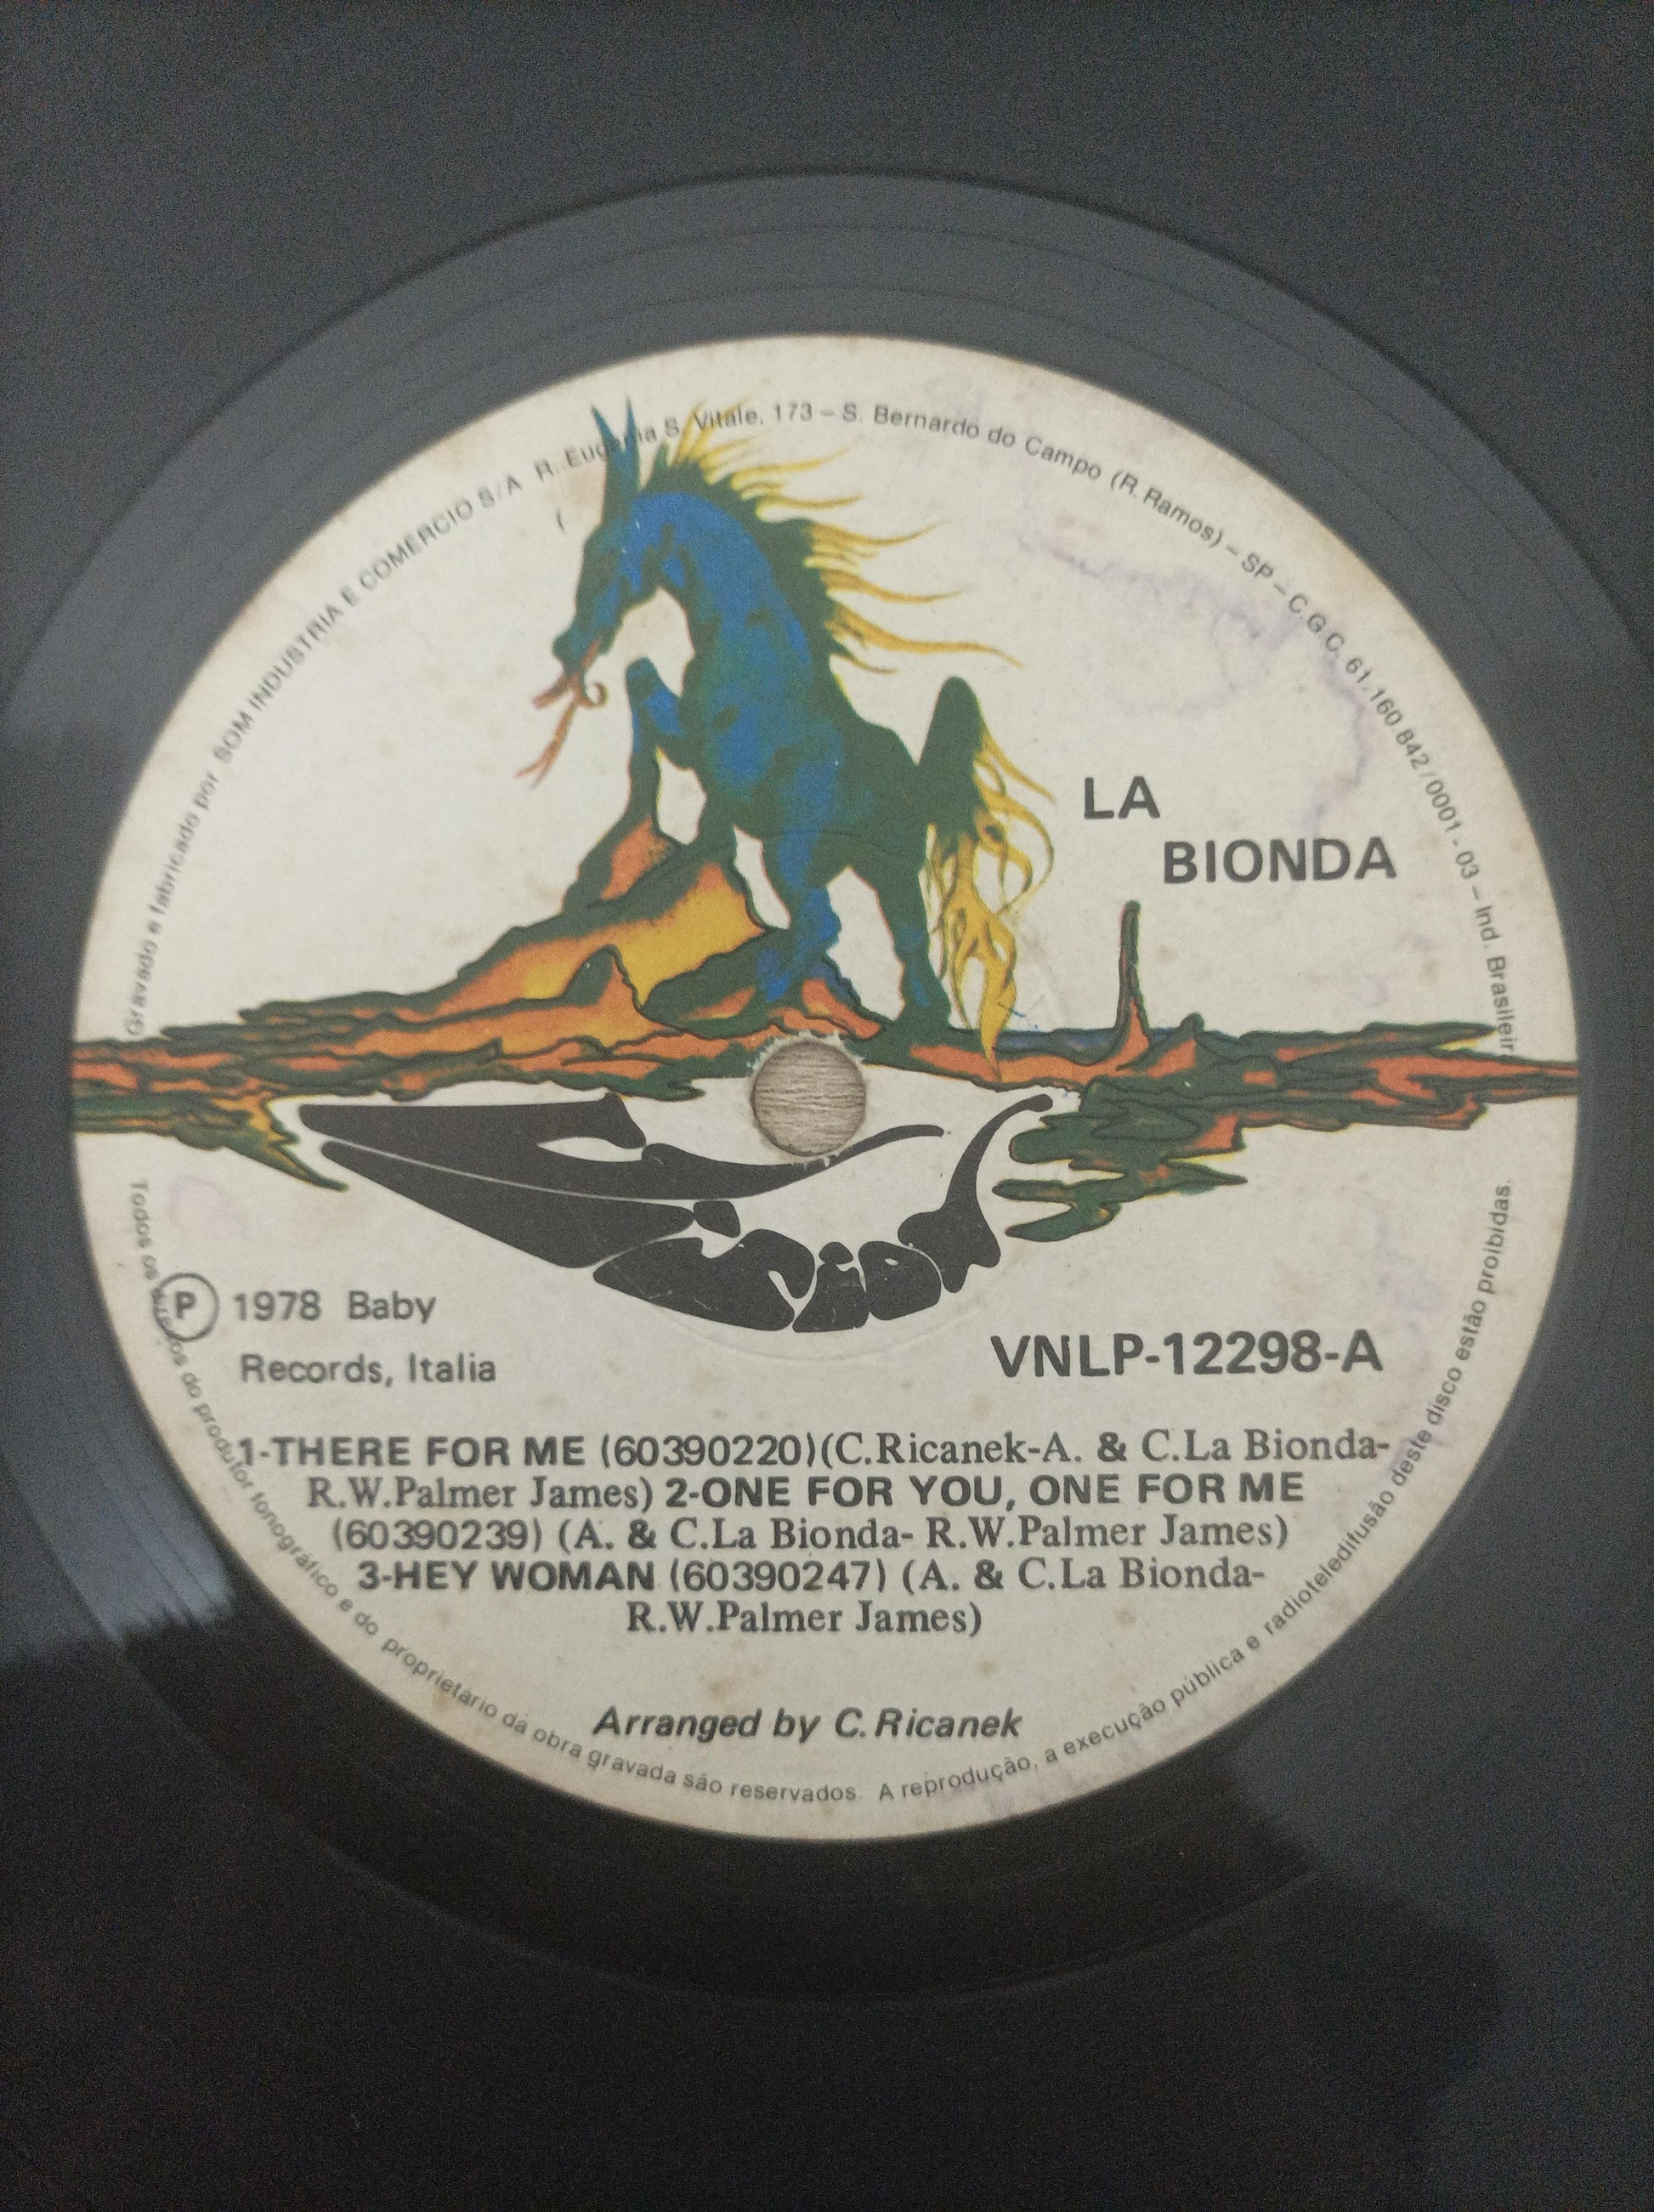 Gravado e fabricado por SOM INDUSTRIA E COMERCIO S/A R. Eugenia S. Vitale, 173 – S. Bernardo do Campo (R. Ramos) – SP – C.G.C. 61.160.842/0001-03 – Ind. Brasileira
LA
BIONDA
Ⓟ 1978 Baby
Records, Italia
VNLP-12298-A
1-THERE FOR ME (60390220)(C.Ricanek-A. & C.La Bionda-
R.W.Palmer James) 2-ONE FOR YOU, ONE FOR ME
(60390239) (A. & C.La Bionda- R.W.Palmer James)
3-HEY WOMAN (60390247) (A. & C.La Bionda-
R.W.Palmer James)
Arranged by C.Ricanek
Todos os direitos do produtor fonográfico e do proprietário da obra gravada são reservados. A reprodução, a execução pública e radioteledifusão deste disco estão proibidas.